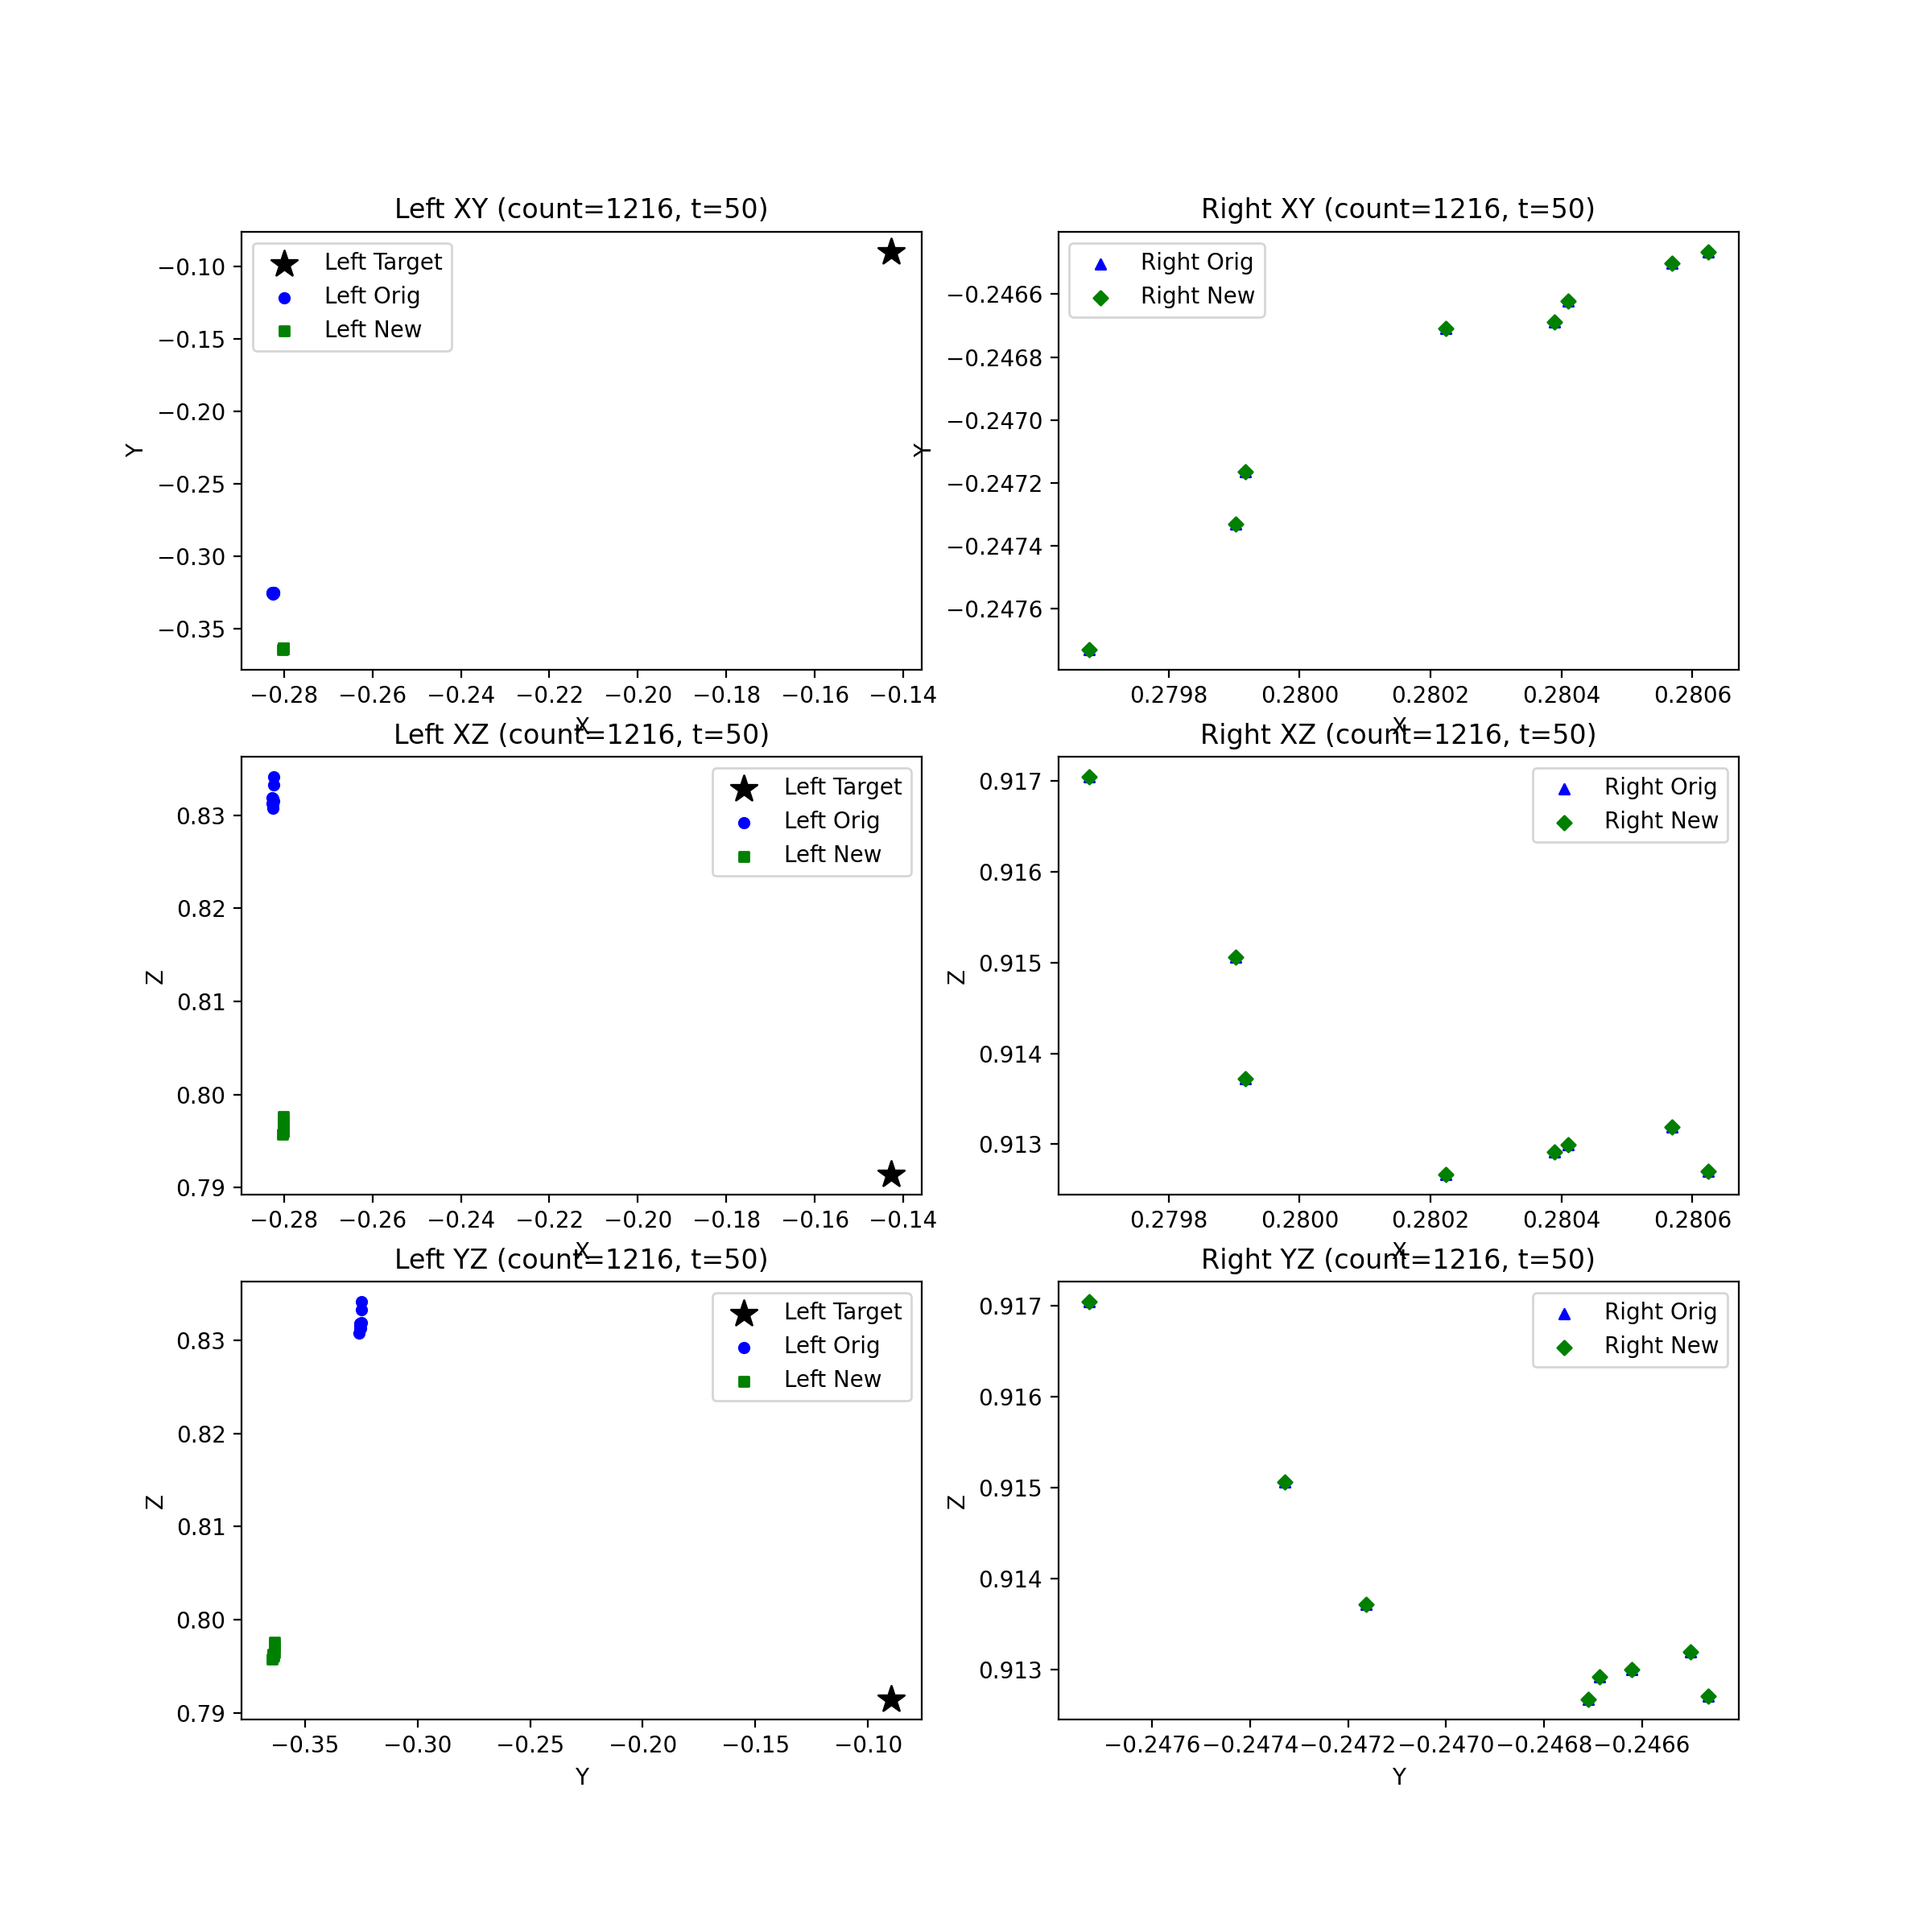 Left XY (count=1216, t=50)
Left Target
Left Orig
Left New
−0.10
−0.15
−0.20
−0.25
−0.30
−0.35
Y
−0.28 −0.26 −0.24 −0.22 −0.20 −0.18 −0.16 −0.14
X
Right XY (count=1216, t=50)
Right Orig
Right New
−0.2466
−0.2468
−0.2470
−0.2472
−0.2474
−0.2476
Y
0.2798 0.2800 0.2802 0.2804 0.2806
X
Left XZ (count=1216, t=50)
Left Target
Left Orig
Left New
0.83
0.82
0.81
0.80
0.79
Z
−0.28 −0.26 −0.24 −0.22 −0.20 −0.18 −0.16 −0.14
X
Right XZ (count=1216, t=50)
Right Orig
Right New
0.917
0.916
0.915
0.914
0.913
Z
0.2798 0.2800 0.2802 0.2804 0.2806
X
Left YZ (count=1216, t=50)
Left Target
Left Orig
Left New
0.83
0.82
0.81
0.80
0.79
Z
−0.35 −0.30 −0.25 −0.20 −0.15 −0.10
Y
Right YZ (count=1216, t=50)
Right Orig
Right New
0.917
0.916
0.915
0.914
0.913
Z
−0.2476 −0.2474 −0.2472 −0.2470 −0.2468 −0.2466
Y